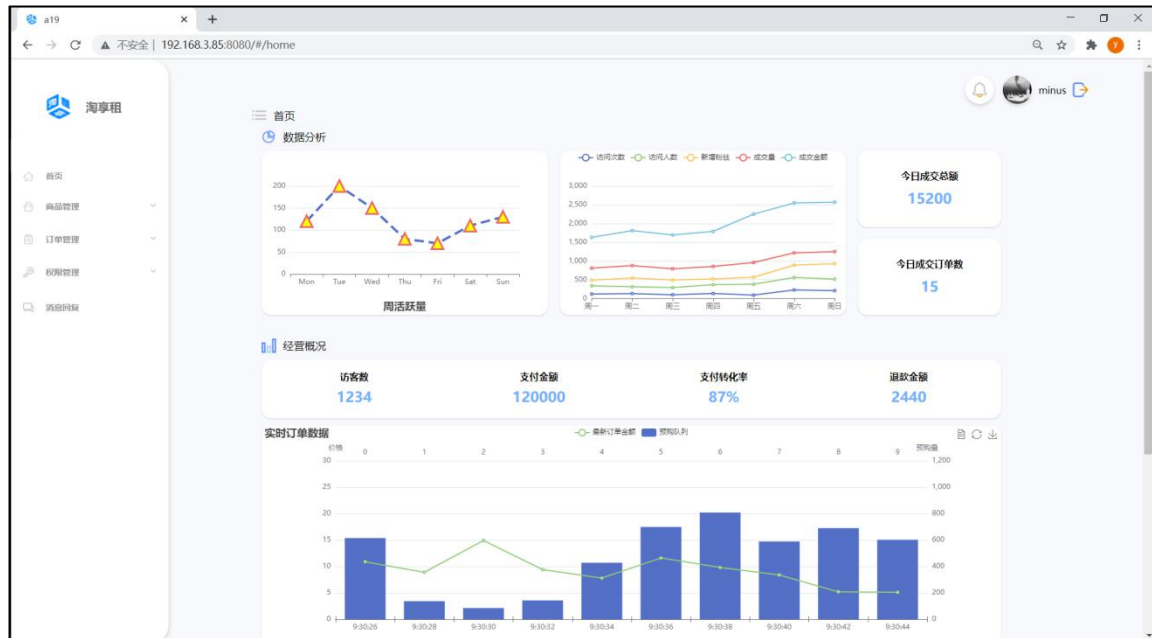 a19
不安全 | 192.168.3.85:8080/#/home
y
淘享租
minus
首页
商品管理
订单管理
权限管理
消息回复
首页
数据分析
200
150
100
50
0
Mon Tue Wed Thu Fri Sat Sun
周活跃量
访问次数 访问人数 新增粉丝 成交量 成交金额
3,000
2,500
2,000
1,500
1,000
500
0
周一 周二 周三 周四 周五 周六 周日
今日成交总额
15200
今日成交订单数
15
经营概况
访客数 支付金额 支付转化率 退款金额
1234 120000 87% 2440
实时订单数据
最新订单金额 预购队列
价格 0 1 2 3 4 5 6 7 8 9 预购量
30 1,200
25 1,000
20 800
15 600
10 400
5 200
0 0
9:30:26 9:30:28 9:30:30 9:30:32 9:30:34 9:30:36 9:30:38 9:30:40 9:30:42 9:30:44